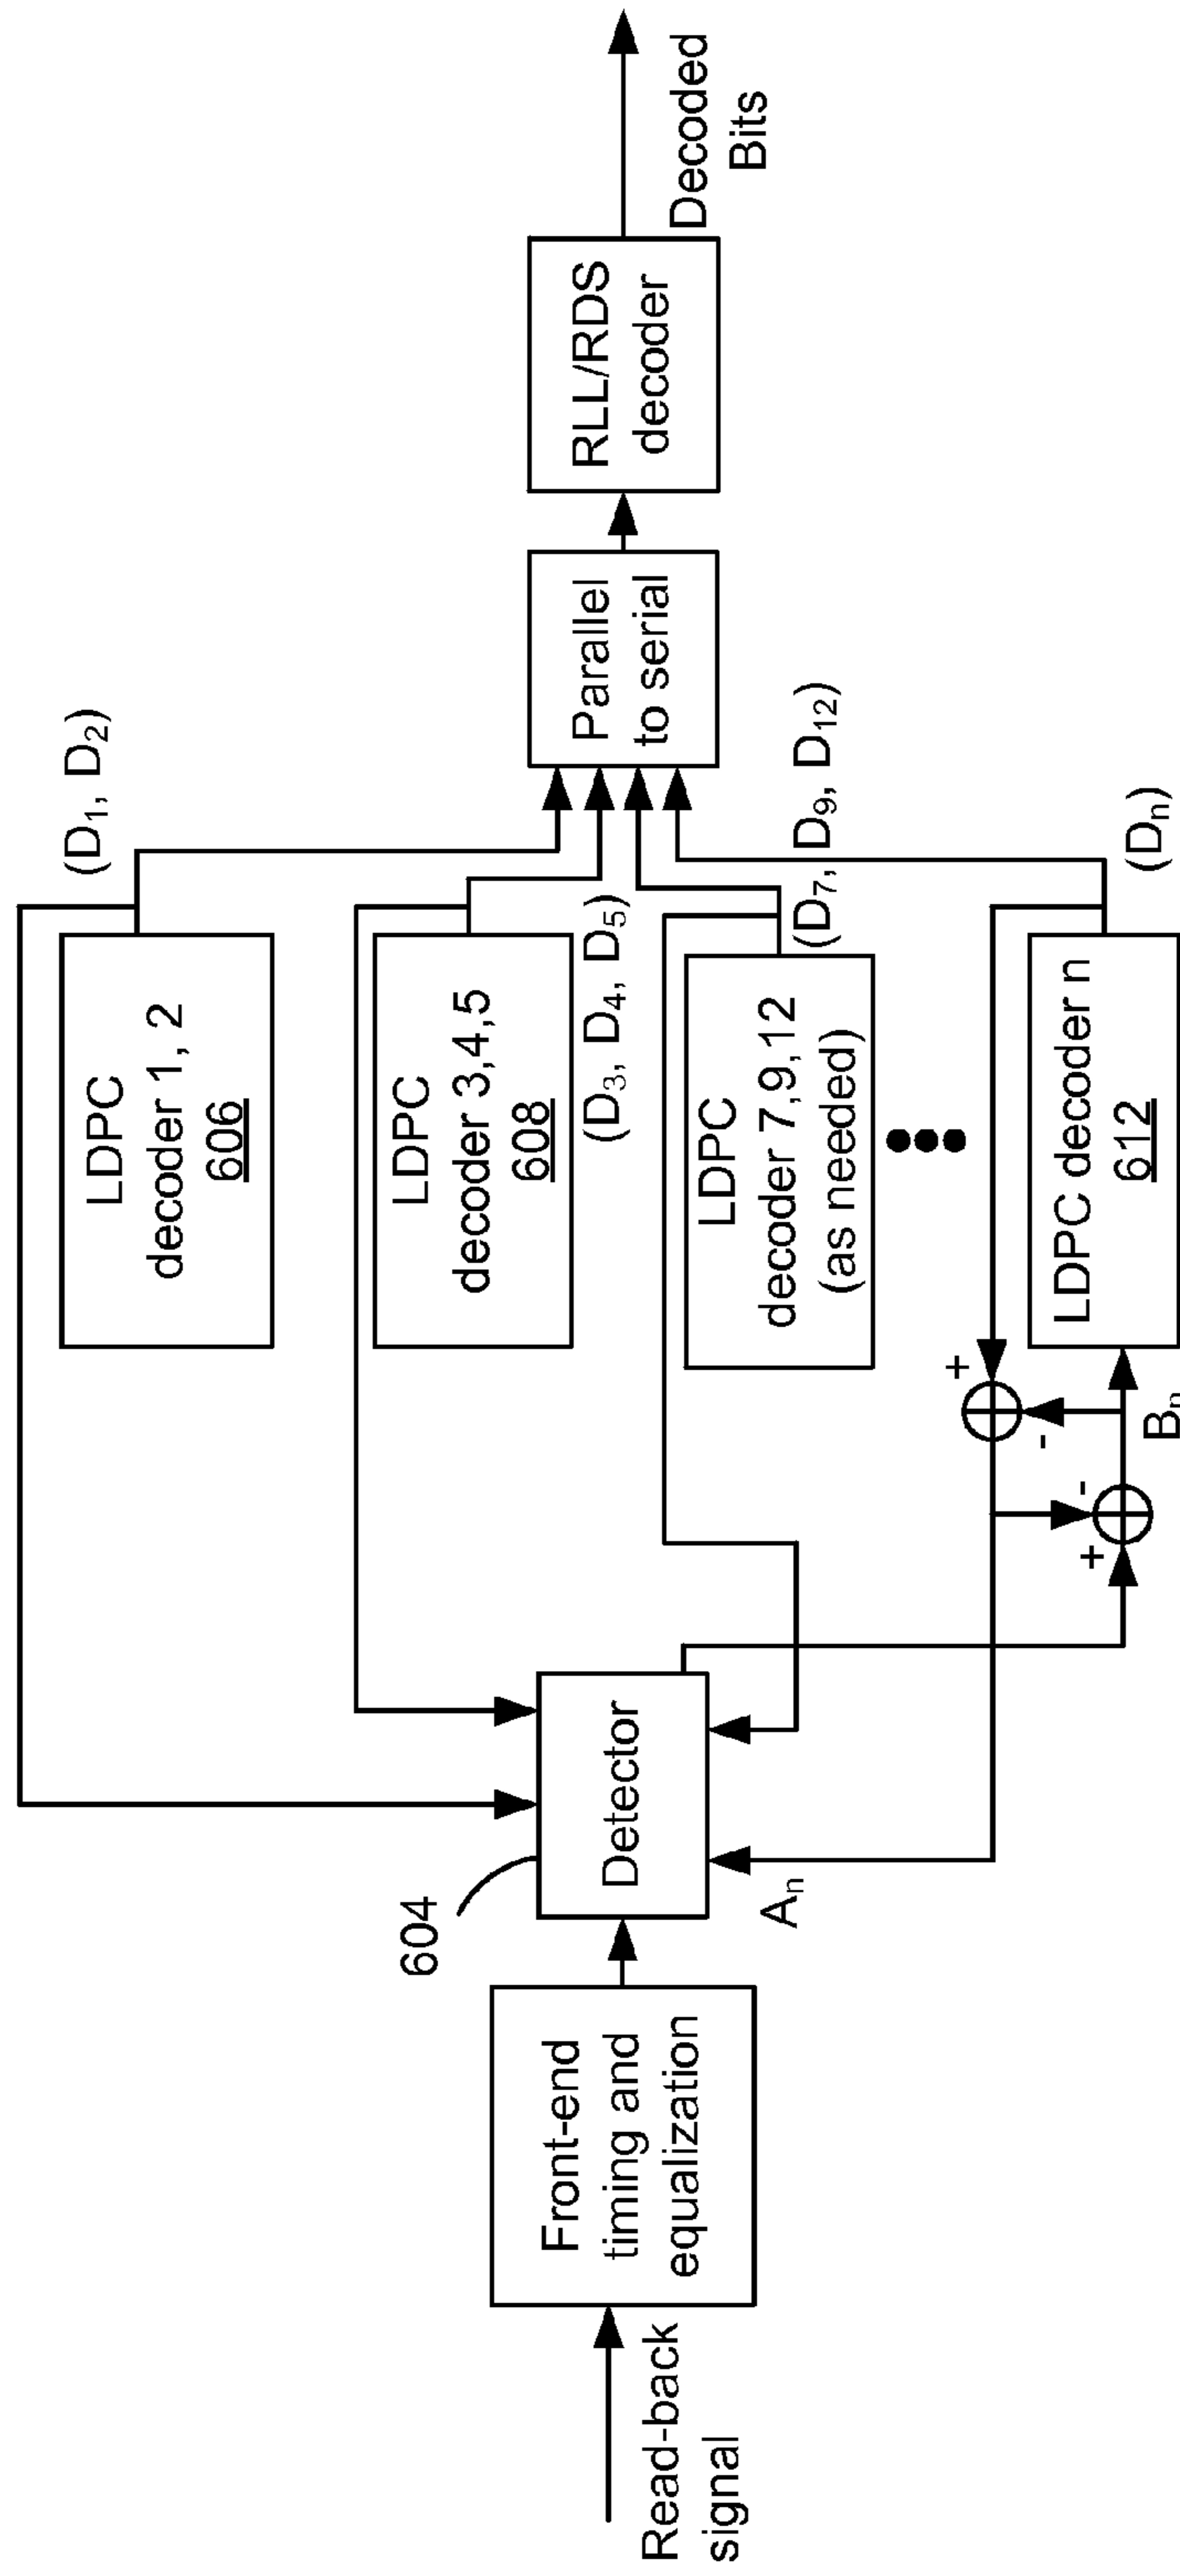 Read-back
signal
Front-end
timing and
equalization
604
Detector
Aₙ
+
-
+
-
Bₙ
LDPC
decoder 1, 2
606
(D₁, D₂)
LDPC
decoder 3,4,5
608
(D₃, D₄, D₅)
LDPC
decoder 7,9,12
(as needed)
(D₇, D₉, D₁₂)
LDPC decoder n
612
(Dₙ)
Parallel
to serial
RLL/RDS
decoder
Decoded
Bits